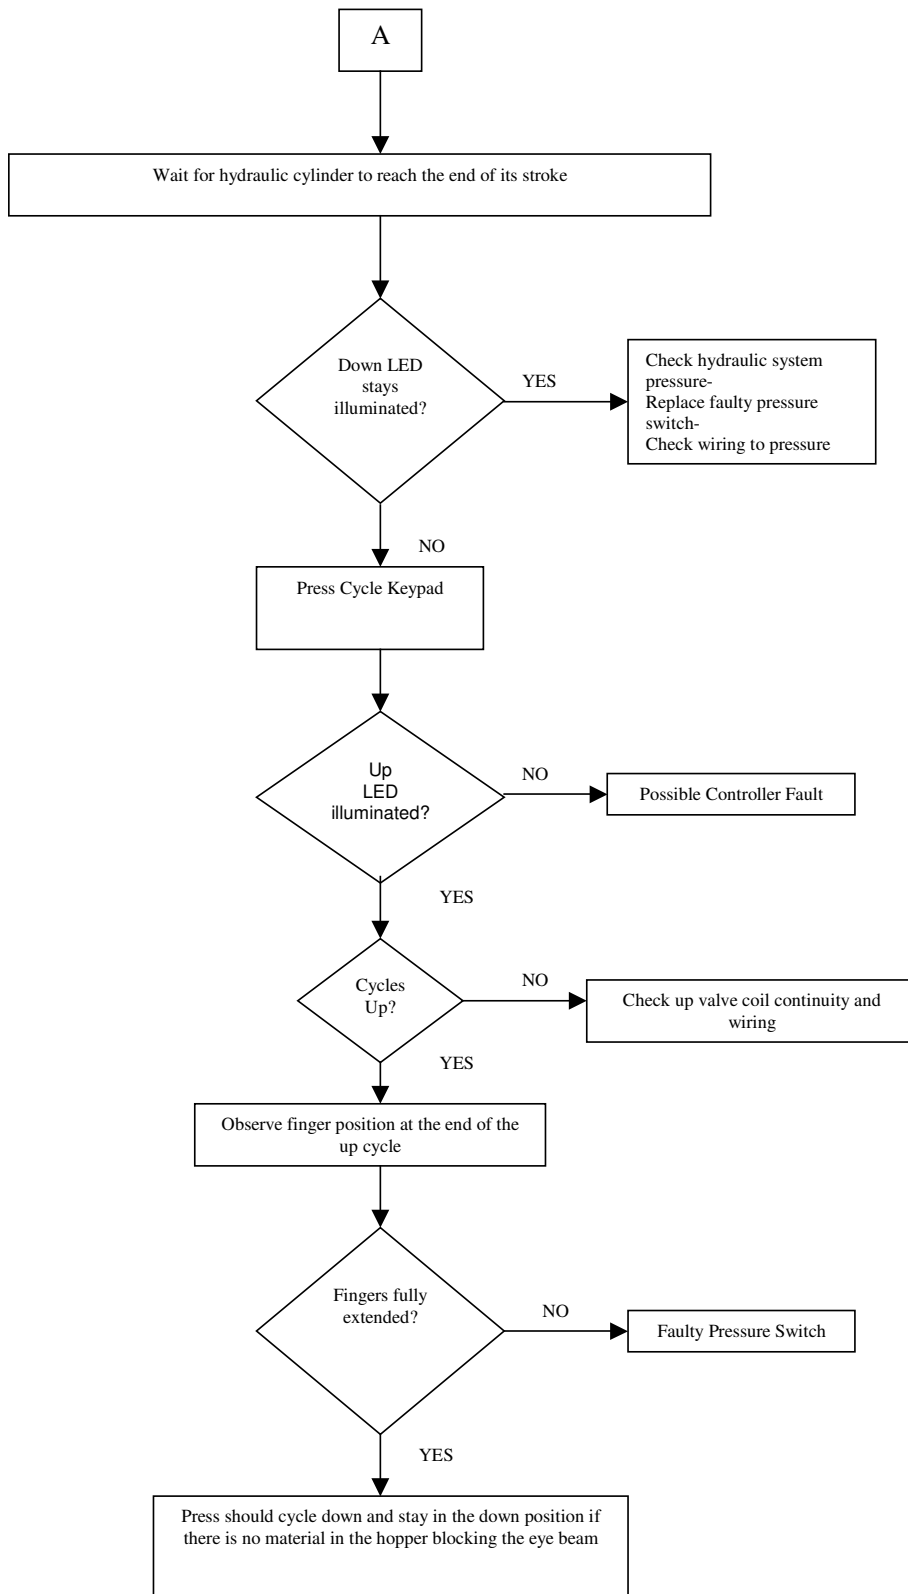 A
Wait for hydraulic cylinder to reach the end of its stroke
Down LED
stays
illuminated?
YES
Check hydraulic system
pressure-
Replace faulty pressure
switch-
Check wiring to pressure
NO
Press Cycle Keypad
Up
LED
illuminated?
NO
Possible Controller Fault
YES
Cycles
Up?
NO
Check up valve coil continuity and
wiring
YES
Observe finger position at the end of the
up cycle
Fingers fully
extended?
NO
Faulty Pressure Switch
YES
Press should cycle down and stay in the down position if
there is no material in the hopper blocking the eye beam